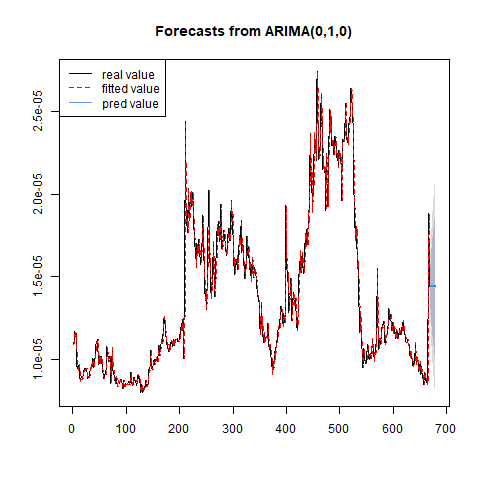 Forecasts from ARIMA(0,1,0)
real value
fitted value
pred value
2.5e-05
2.0e-05
1.5e-05
1.0e-05
0 100 200 300 400 500 600 700